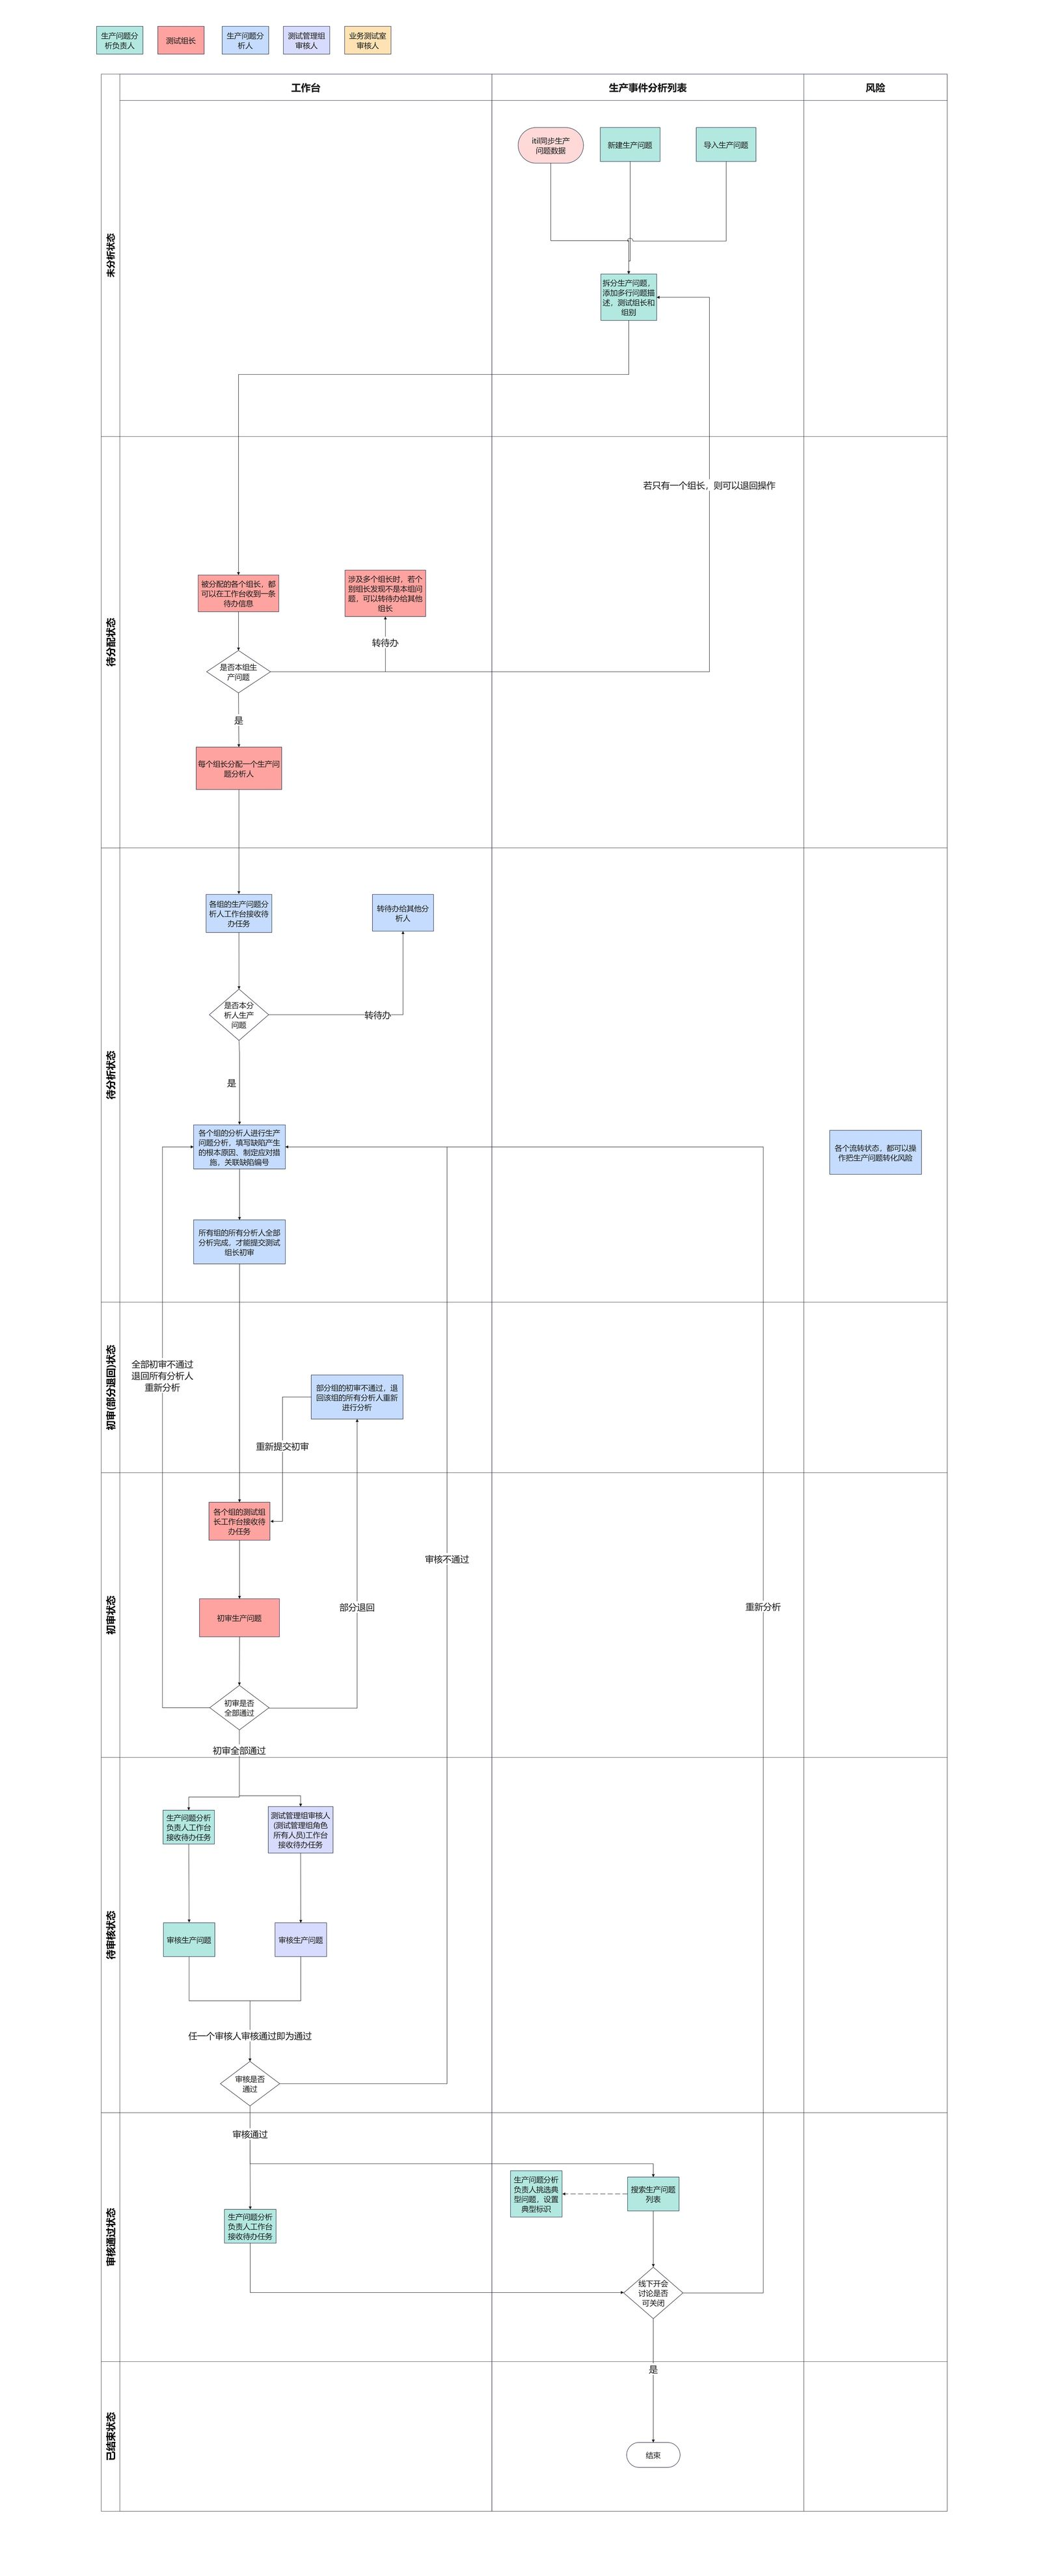 生产问题分
析负责人
测试组长
生产问题分
析人
测试管理组
审核人
业务测试室
审核人
工作台
生产事件分析列表
风险
未分析状态
itil同步生产
问题数据
新建生产问题
导入生产问题
拆分生产问题，
添加多行问题描
述，测试组长和
组别
待分配状态
若只有一个组长，则可以退回操作
被分配的各个组长，都
可以在工作台收到一条
待办信息
涉及多个组长时，若个
别组长发现不是本组问
题，可以转待办给其他
组长
转待办
是否本组生
产问题
是
每个组长分配一个生产问
题分析人
待分析状态
各组的生产问题分
析人工作台接收待
办任务
转待办给其他分
析人
是否本分
析人生产
问题
转待办
是
各个组的分析人进行生产
问题分析，填写缺陷产生
的根本原因、制定应对措
施，关联缺陷编号
各个流转状态，都可以操
作把生产问题转化风险
所有组的所有分析人全部
分析完成，才能提交测试
组长初审
初审(部分退回)状态
全部初审不通过
退回所有分析人
重新分析
部分组的初审不通过，退
回该组的所有分析人重新
进行分析
重新提交初审
初审状态
各个组的测试组
长工作台接收待
办任务
审核不通过
初审生产问题
部分退回
重新分析
初审是否
全部通过
初审全部通过
待审核状态
生产问题分析
负责人工作台
接收待办任务
测试管理组审核人
(测试管理组角色
所有人员)工作台
接收待办任务
审核生产问题
审核生产问题
任一个审核人审核通过即为通过
审核是否
通过
审核通过状态
审核通过
生产问题分析
负责人挑选典
型问题，设置
典型标识
搜索生产问题
列表
生产问题分析
负责人工作台
接收待办任务
线下开会
讨论是否
可关闭
已结束状态
是
结束